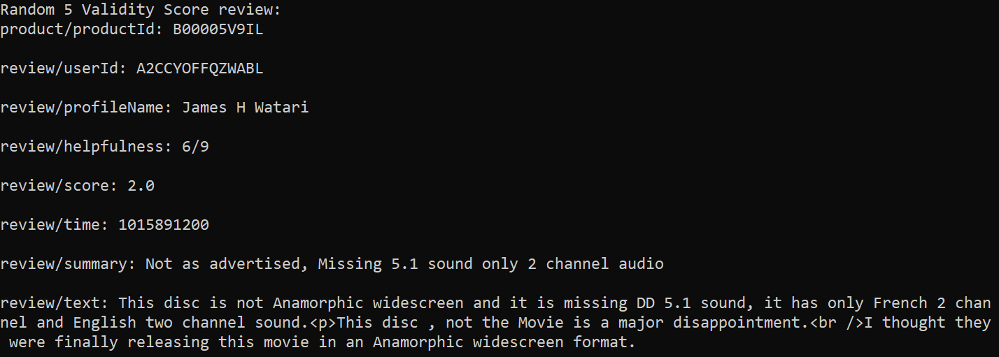 Random 5 Validity Score review:
product/productId: B00005V9IL
review/userId: A2CCYOFFQZWABL
review/profileName: James H Watari
review/helpfulness: 6/9
review/score: 2.0
review/time: 1015891200
review/summary: Not as advertised, Missing 5.1 sound only 2 channel audio
review/text: This disc is not Anamorphic widescreen and it is missing DD 5.1 sound, it has only French 2 chan
nel and English two channel sound.<p>This disc , not the Movie is a major disappointment.<br />I thought they
 were finally releasing this movie in an Anamorphic widescreen format.